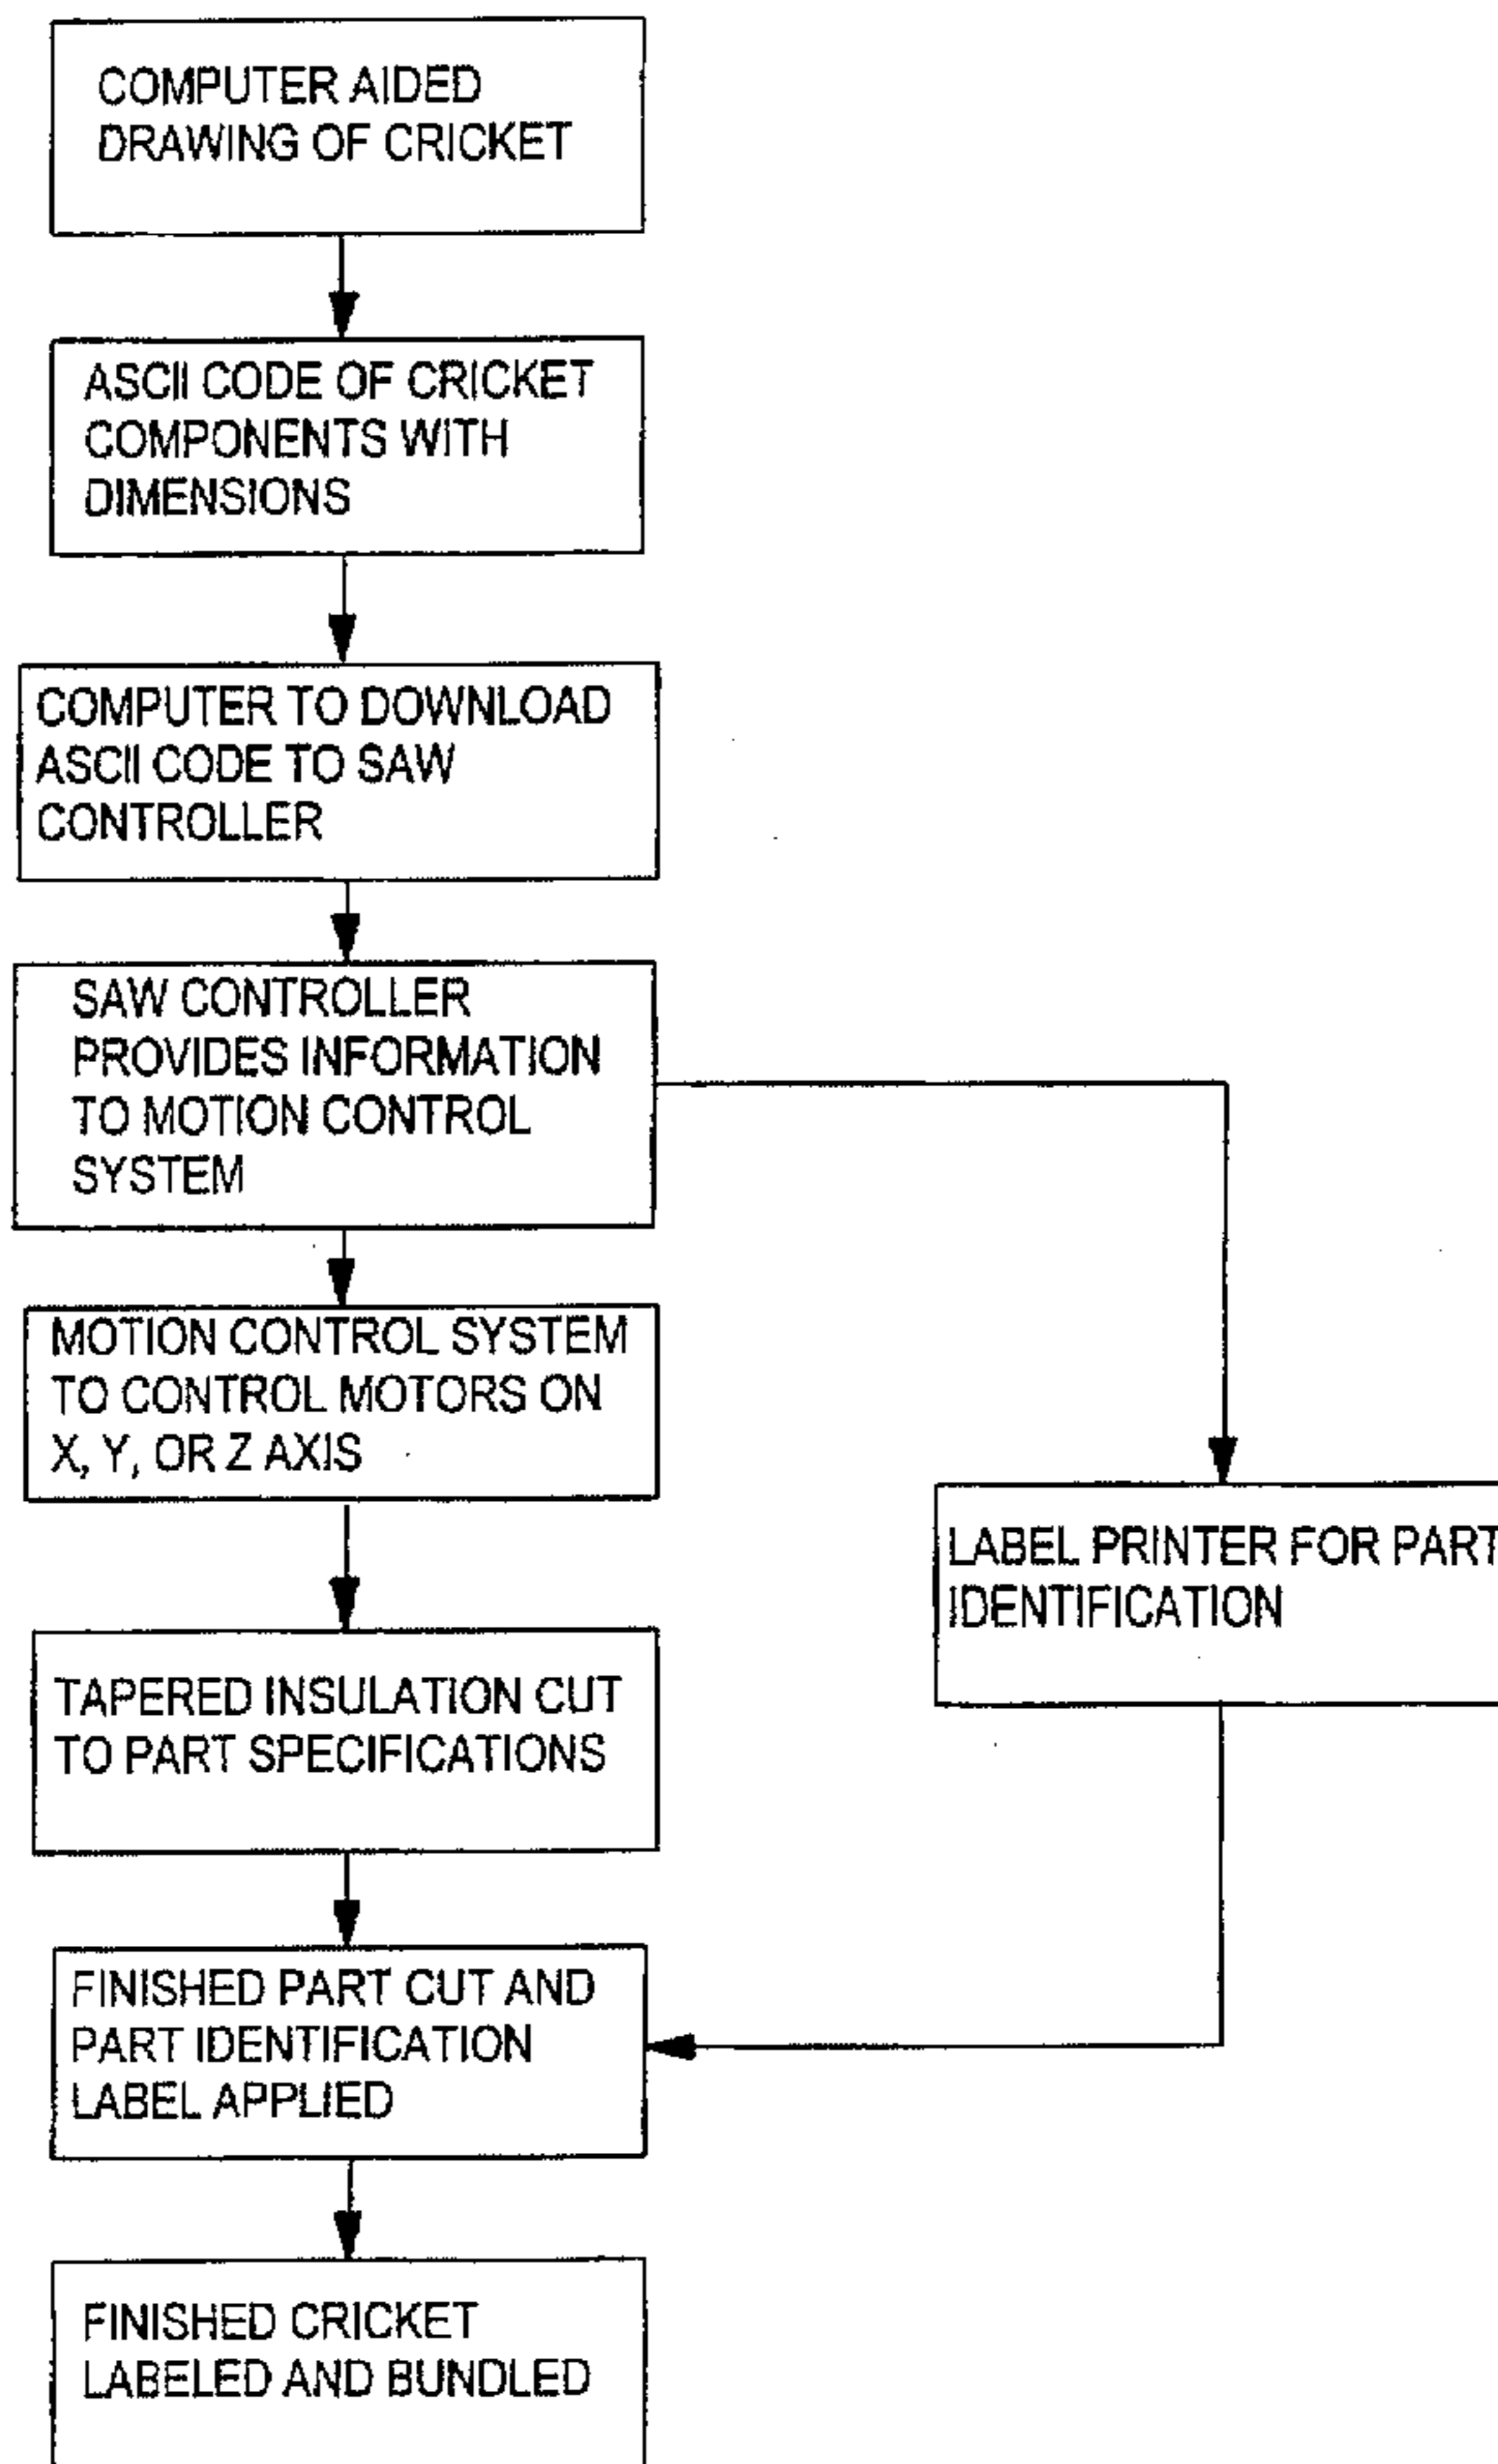 COMPUTER AIDED
DRAWING OF CRICKET
ASCII CODE OF CRICKET
COMPONENTS WITH
DIMENSIONS
COMPUTER TO DOWNLOAD
ASCII CODE TO SAW
CONTROLLER
SAW CONTROLLER
PROVIDES INFORMATION
TO MOTION CONTROL
SYSTEM
MOTION CONTROL SYSTEM
TO CONTROL MOTORS ON
X, Y, OR Z AXIS
LABEL PRINTER FOR PART
IDENTIFICATION
TAPERED INSULATION CUT
TO PART SPECIFICATIONS
FINISHED PART CUT AND
PART IDENTIFICATION
LABEL APPLIED
FINISHED CRICKET
LABELED AND BUNDLED